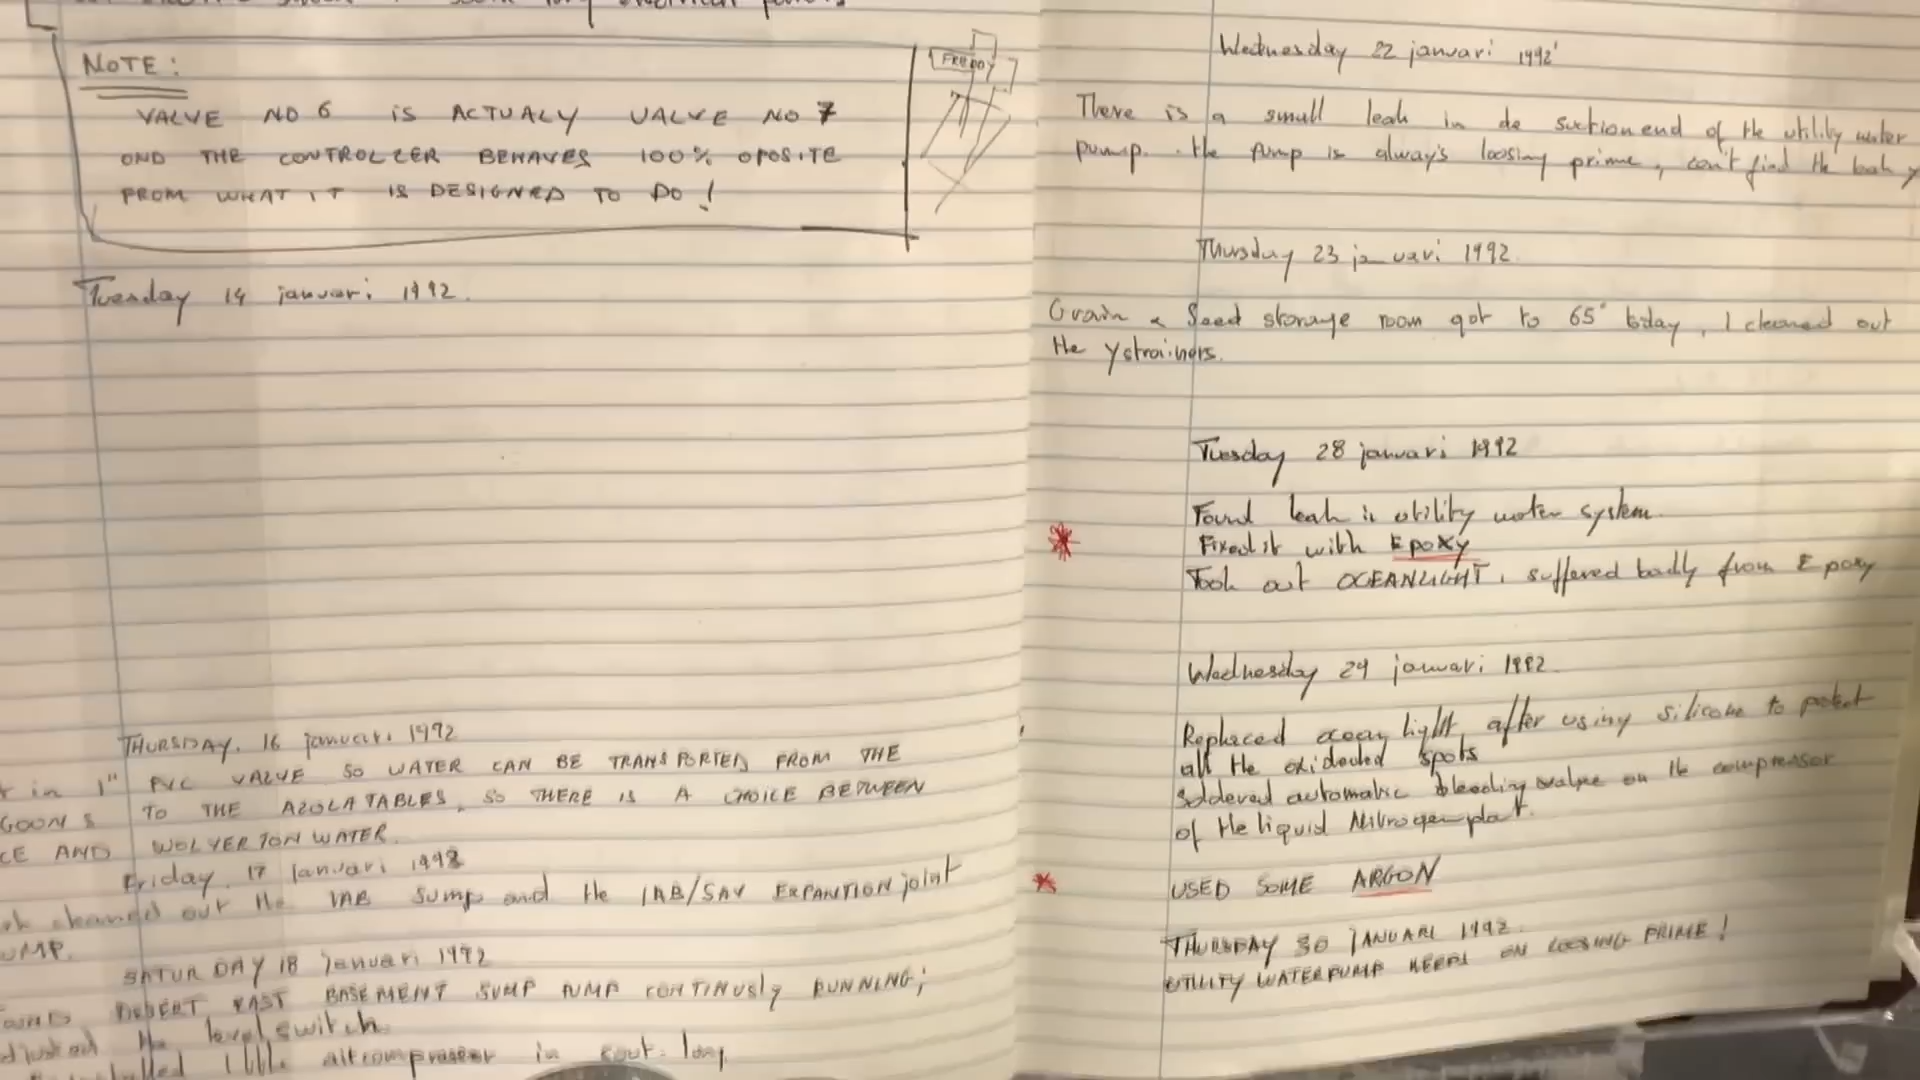 NOTE:
VALVE NO 6 IS ACTUALY VALVE NO 7
OND THE CONTROLLER BEHAVES 100% OPOSITE
FROM WHAT IT IS DESIGNED TO DO!
FREDDY
Tuesday 14 januari 1992.
THURSDAY. 16 januari 1992
in 1" PVC VALVE SO WATER CAN BE TRANSPORTED FROM THE
GOONS TO THE AZOLATABLES, SO THERE IS A CHOICE BETWEEN
CE AND WOLVERTON WATER.
Friday. 17 januari 1992
cleaned out the IAB sump and the IAB/SAV EXPANTION joint
UMP.
SATURDAY 18 januari 1992
DESERT EAST BASEMENT SUMP PUMP CONTINUSLY RUNNING;
djusted the levelswitch
little aircompressor in
Wednesday 22 januari 1992
There is a small leak in de suctionend of the utility water
pump. the pump is always loosing prime, can't find the leak
Thursday 23 januari 1992.
Grain & Seed storage room got to 65° today, I cleaned out
the ystrainers.
Tuesday 28 januari 1992
Found leak in utility water system.
Fixed it with EPOXY
Took out OCEANLIGHT, suffered badly from Epoxy
Wednesday 29 januari 1992.
Replaced ocean light, after using silicone to protect
all the oxidated spots
Soldered automatic bleeding valve on the compressor
of the liquid Nitrogen plant.
USED SOME ARGON
THURSDAY 30 JANUARI 1992.
UTILITY WATERPUMP KEEPS ON LOOSING PRIME!